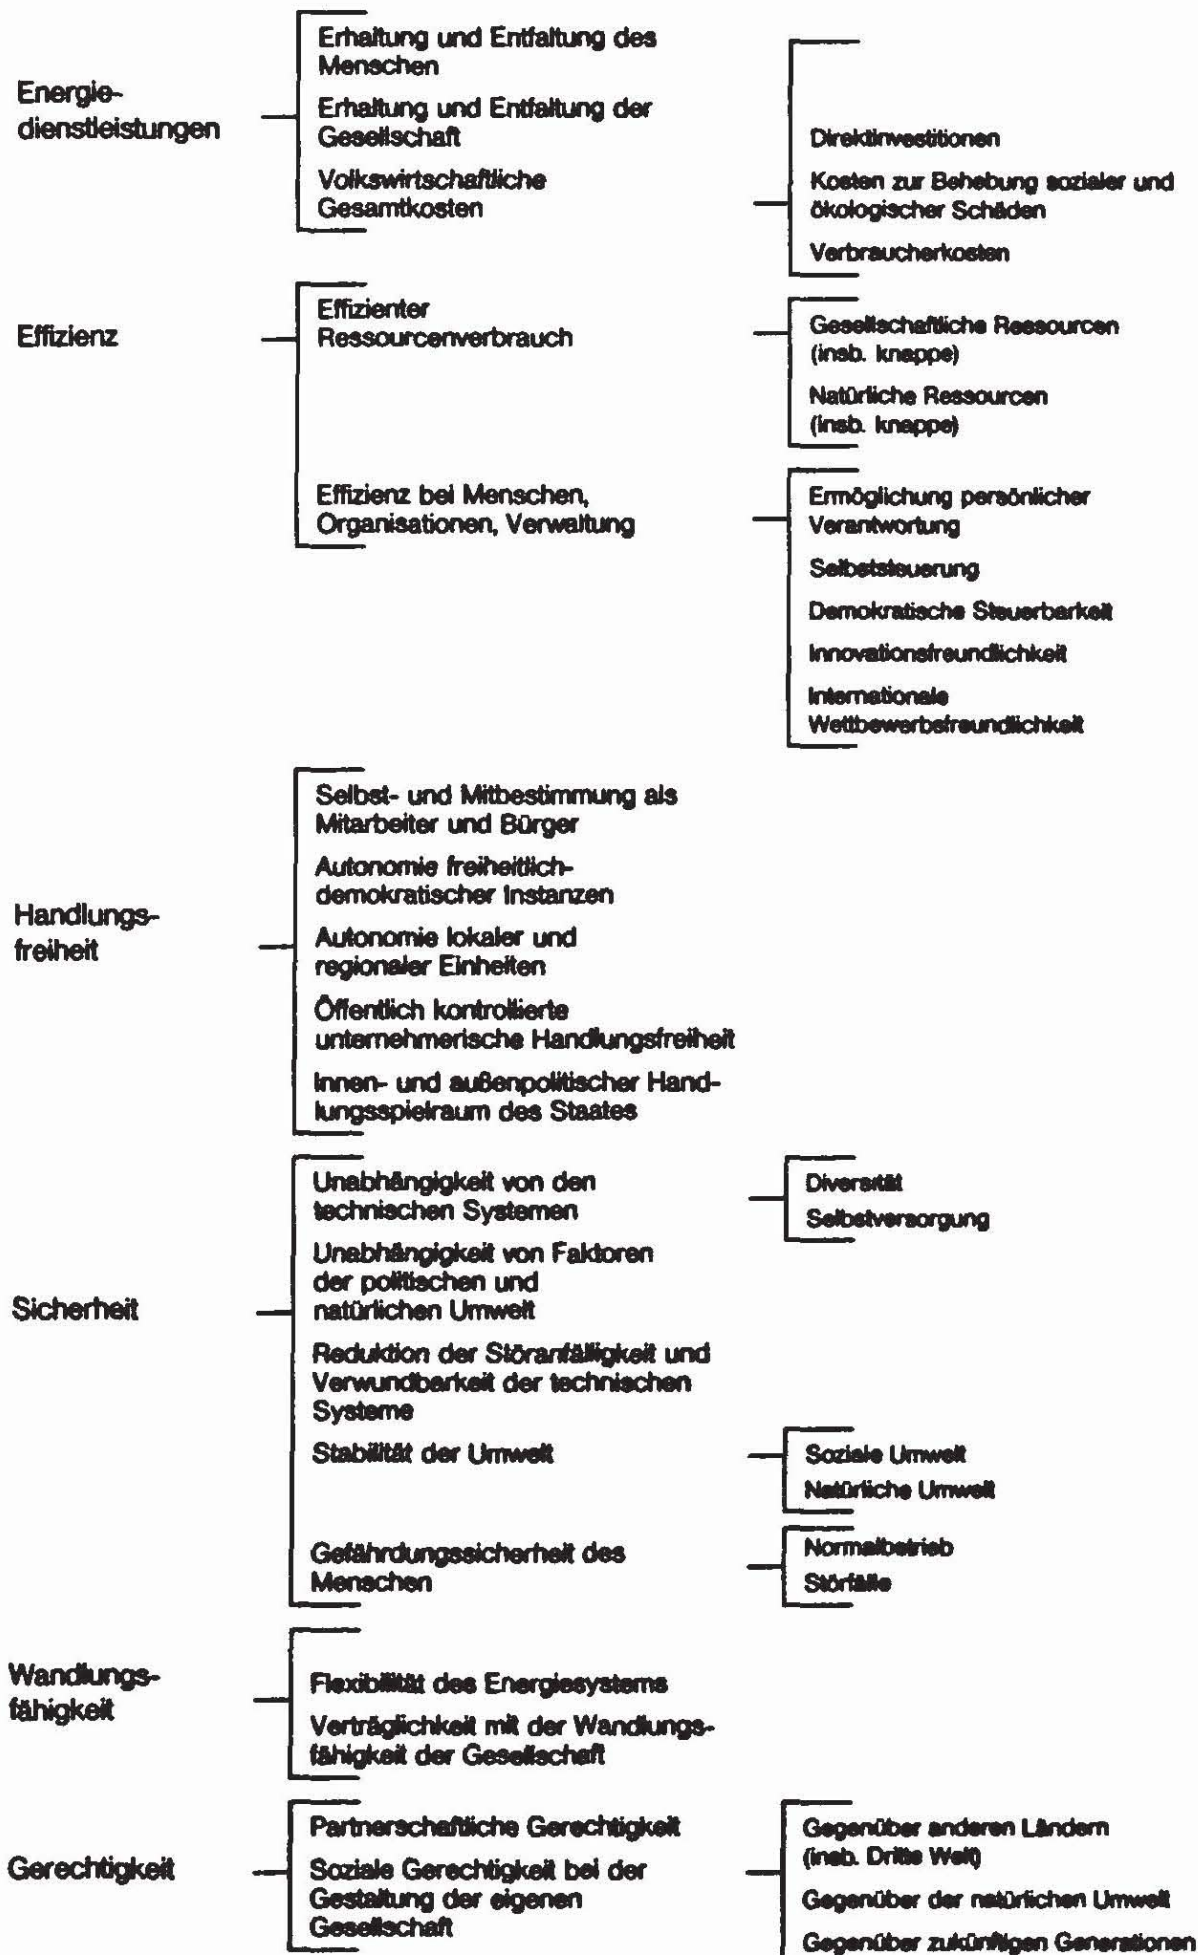 Energie-
dienstleistungen
Erhaltung und Entfaltung des
Menschen
Erhaltung und Entfaltung der
Gesellschaft
Volkswirtschaftliche
Gesamtkosten
Direktinvestitionen
Kosten zur Behebung sozialer und
ökologischer Schäden
Verbraucherkosten
Effizienz
Effizienter
Ressourcenverbrauch
Gesellschaftliche Ressourcen
(insb. knappe)
Natürliche Ressourcen
(insb. knappe)
Effizienz bei Menschen,
Organisationen, Verwaltung
Ermöglichung persönlicher
Verantwortung
Selbststeuerung
Demokratische Steuerbarkeit
Innovationsfreundlichkeit
Internationale
Wettbewerbsfreundlichkeit
Handlungs-
freiheit
Selbst- und Mitbestimmung als
Mitarbeiter und Bürger
Autonomie freiheitlich-
demokratischer Instanzen
Autonomie lokaler und
regionaler Einheiten
Öffentlich kontrollierte
unternehmerische Handlungsfreiheit
Innen- und außenpolitischer Hand-
lungsspielraum des Staates
Sicherheit
Unabhängigkeit von den
technischen Systemen
Diversität
Selbstversorgung
Unabhängigkeit von Faktoren
der politischen und
natürlichen Umwelt
Reduktion der Störanfälligkeit und
Verwundbarkeit der technischen
Systeme
Stabilität der Umwelt
Soziale Umwelt
Natürliche Umwelt
Gefährdungssicherheit des
Menschen
Normalbetrieb
Störfälle
Wandlungs-
fähigkeit
Flexibilität des Energiesystems
Verträglichkeit mit der Wandlungs-
fähigkeit der Gesellschaft
Gerechtigkeit
Partnerschaftliche Gerechtigkeit
Soziale Gerechtigkeit bei der
Gestaltung der eigenen
Gesellschaft
Gegenüber anderen Ländern
(insb. Dritte Welt)
Gegenüber der natürlichen Umwelt
Gegenüber zukünftigen Generationen